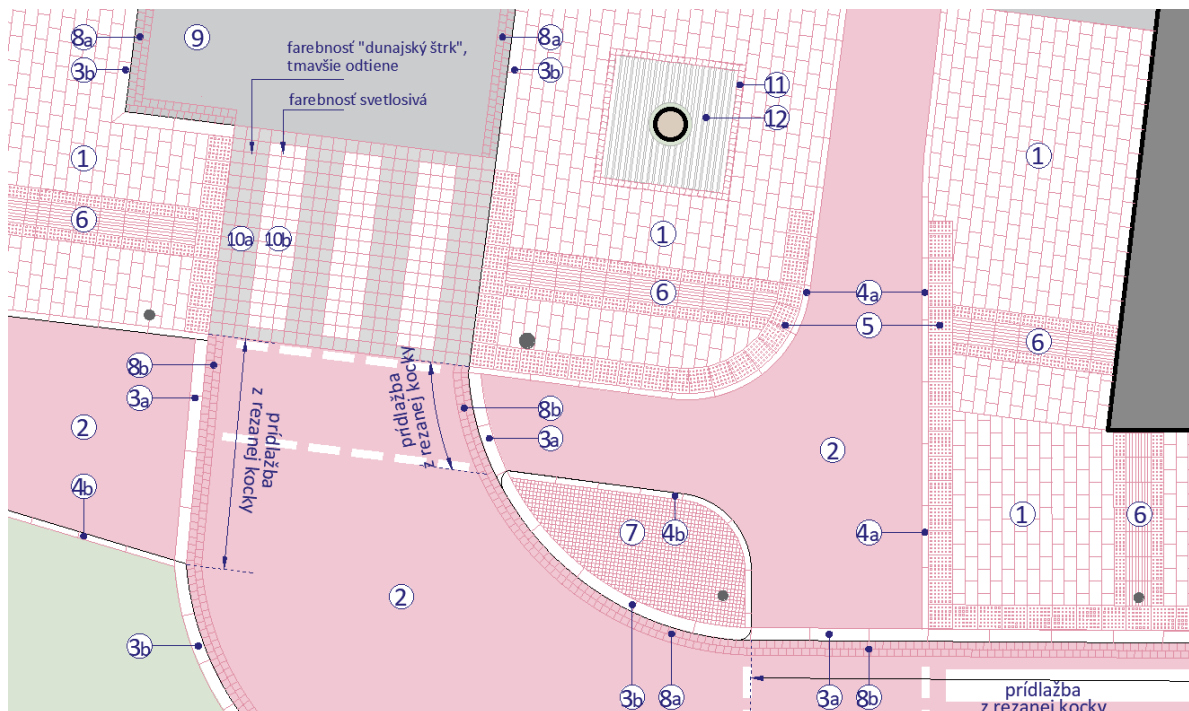 8a
9
8a
3b
3b
farebnosť "dunajský štrk",
tmavšie odtiene
farebnosť svetlosivá
11
12
1
1
6
10a
10b
1
6
4a
5
6
8b
3a
prídlažba
z rezanej kocky
prídlažba
z rezanej kocky
8b
3a
2
2
4b
7
4b
4a
1
6
2
3b
3b
8a
3a
8b
prídlažba
z rezanej kocky